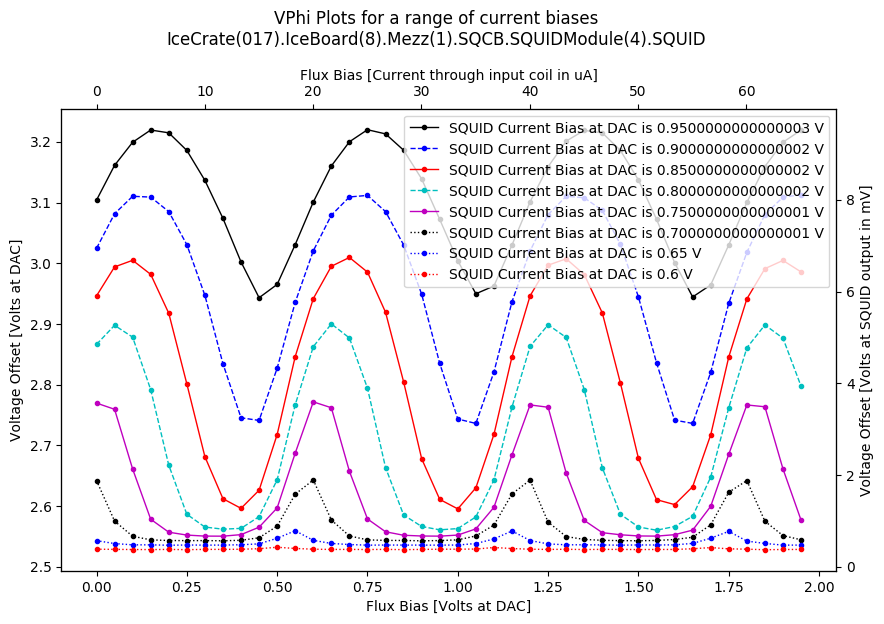 VPhi Plots for a range of current biases
IceCrate(017).IceBoard(8).Mezz(1).SQCB.SQUIDModule(4).SQUID
Flux Bias [Current through input coil in uA]
0 10 20 30 40 50 60
SQUID Current Bias at DAC is 0.9500000000000003 V
SQUID Current Bias at DAC is 0.9000000000000002 V
SQUID Current Bias at DAC is 0.8500000000000002 V
SQUID Current Bias at DAC is 0.8000000000000002 V
SQUID Current Bias at DAC is 0.7500000000000001 V
SQUID Current Bias at DAC is 0.7000000000000001 V
SQUID Current Bias at DAC is 0.65 V
SQUID Current Bias at DAC is 0.6 V
Voltage Offset [Volts at DAC]
3.2
3.1
3.0
2.9
2.8
2.7
2.6
2.5
8
6
4
2
0
Voltage Offset [Volts at SQUID output in mV]
0.00 0.25 0.50 0.75 1.00 1.25 1.50 1.75 2.00
Flux Bias [Volts at DAC]